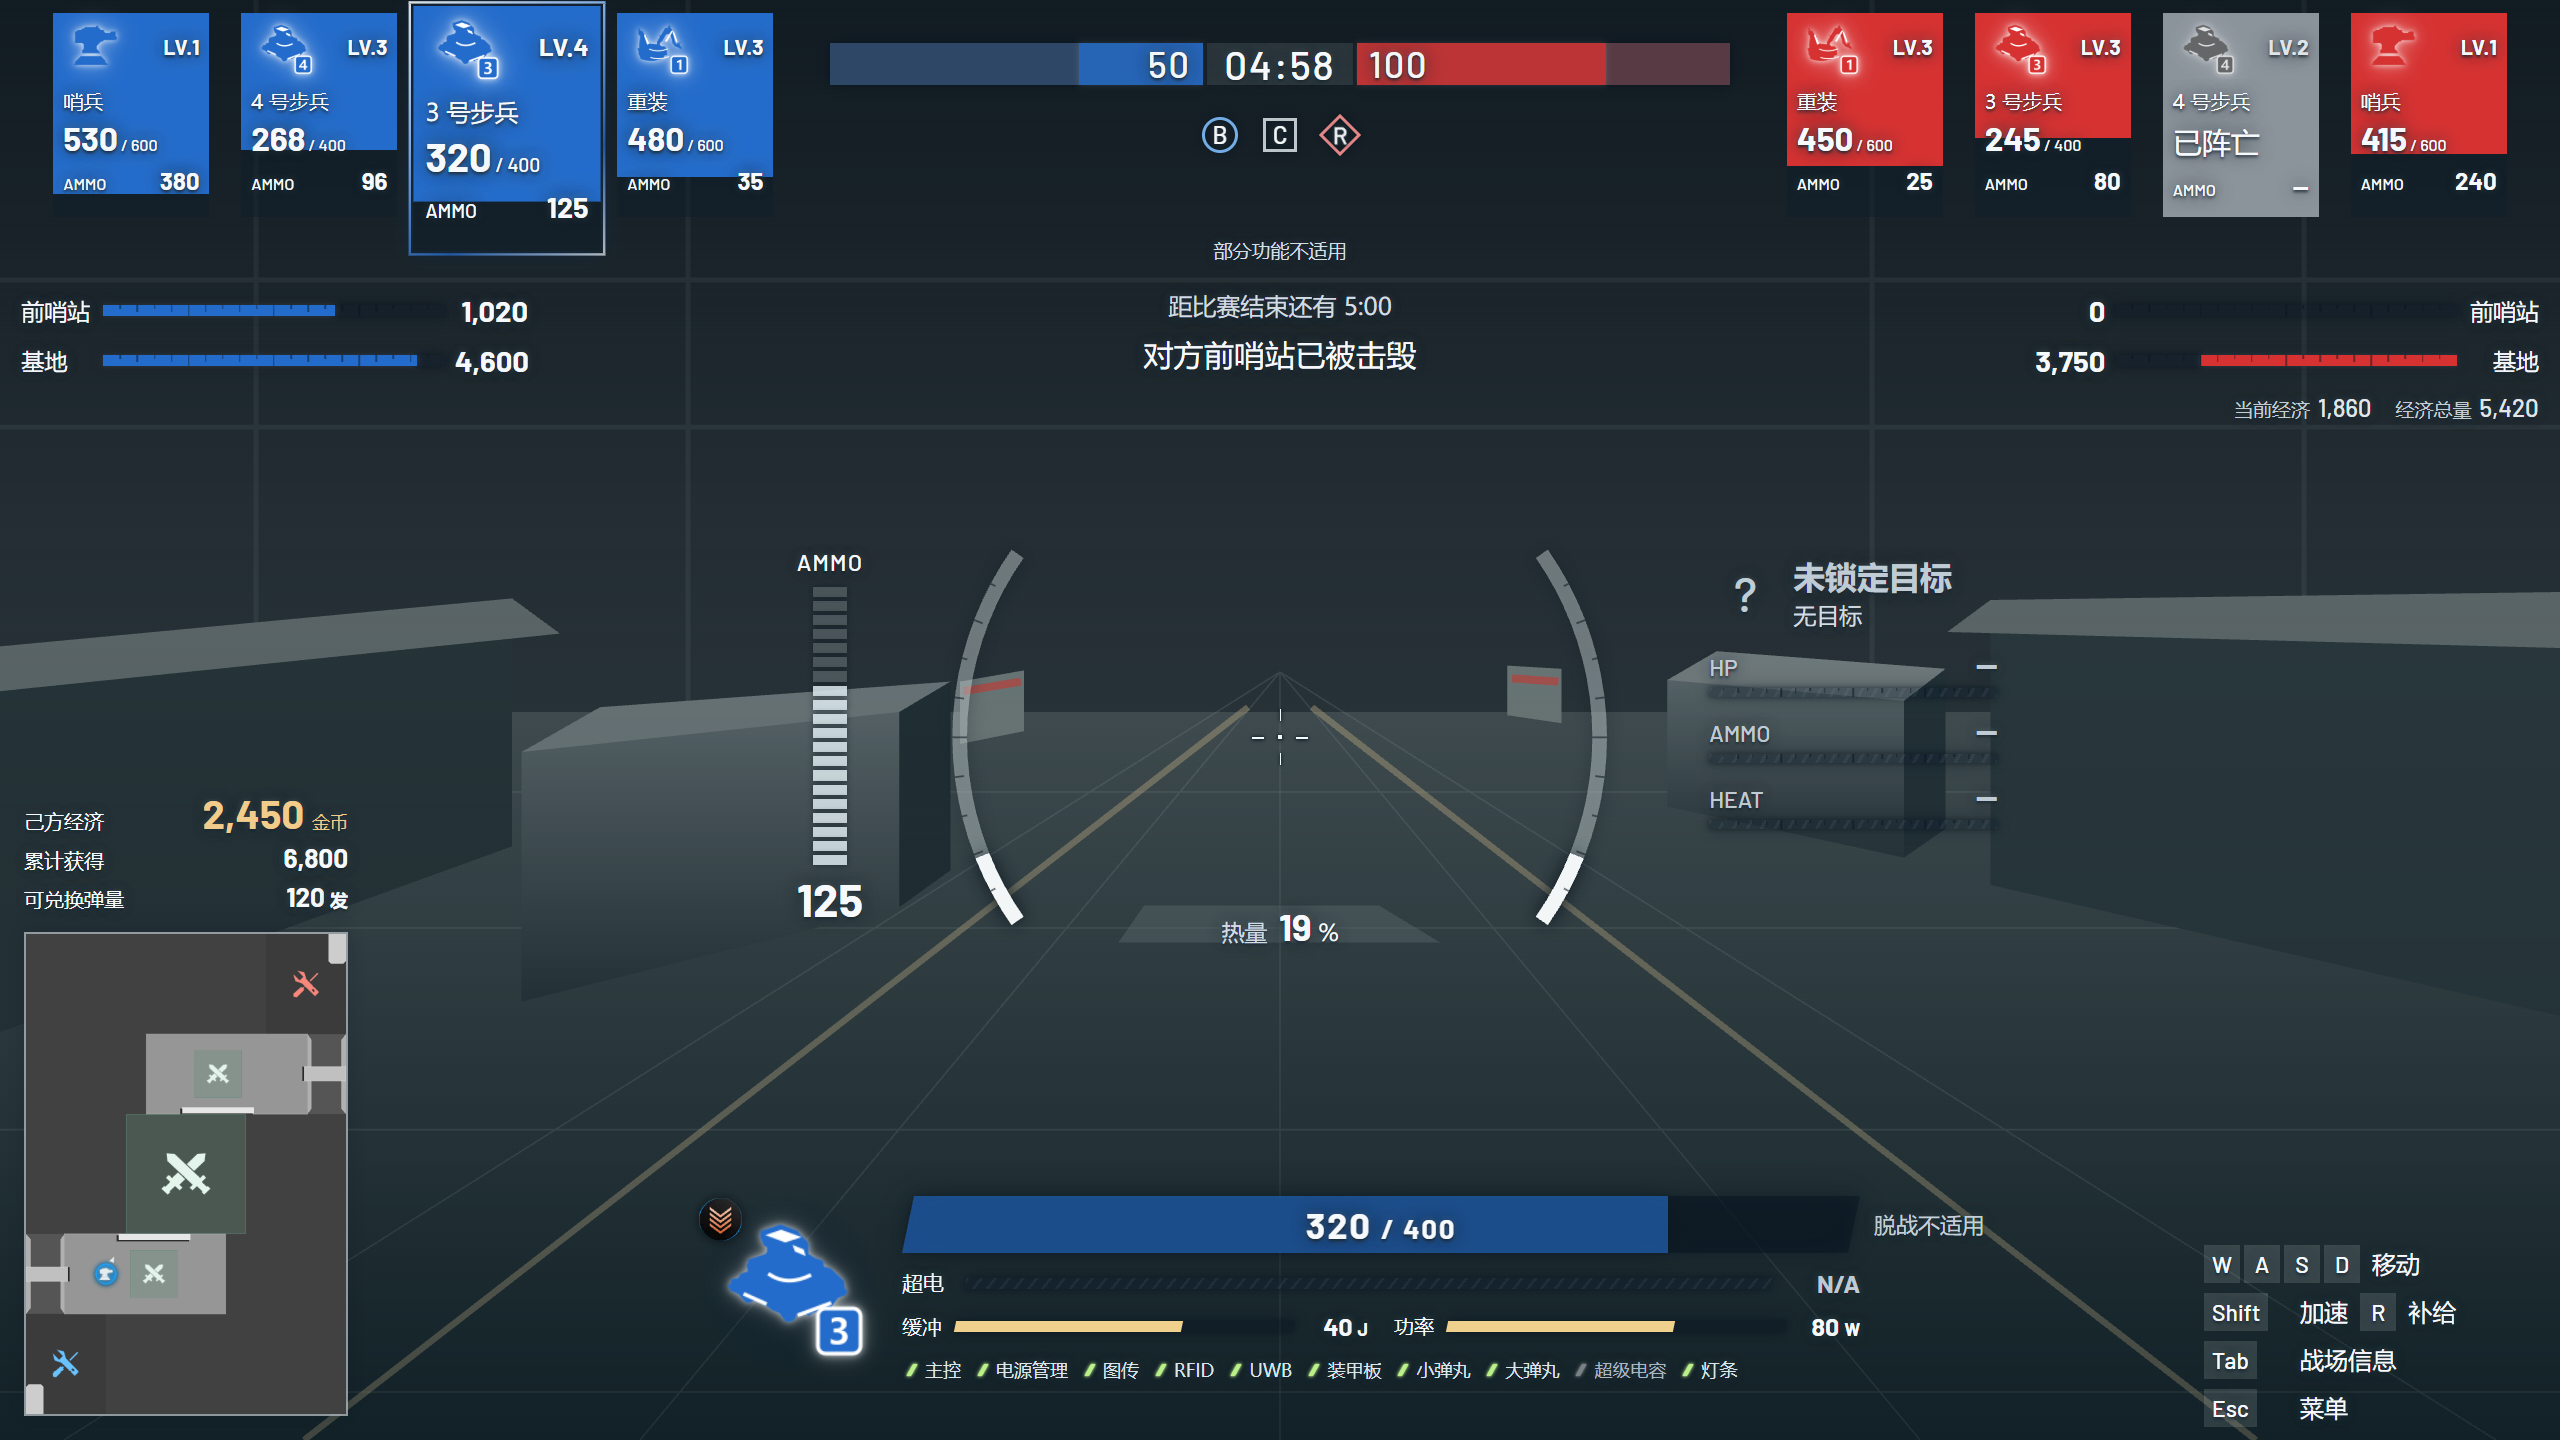 LV.1
哨兵
530 / 600
AMMO 380
4
LV.3
4 号步兵
268 / 400
AMMO 96
3
LV.4
3 号步兵
320 / 400
AMMO 125
1
LV.3
重装
480 / 600
AMMO 35
50 04:58 100
B C R
1
LV.3
重装
450 / 600
AMMO 25
3
LV.3
3 号步兵
245 / 400
AMMO 80
4
LV.2
4 号步兵
已阵亡
AMMO –
LV.1
哨兵
415 / 600
AMMO 240
部分功能不适用
距比赛结束还有 5:00
对方前哨站已被击毁
前哨站 1,020
基地 4,600
0 前哨站
3,750 基地
当前经济 1,860 经济总量 5,420
AMMO
125
热量 19 %
? 未锁定目标
无目标
HP –
AMMO –
HEAT –
己方经济 2,450 金币
累计获得 6,800
可兑换弹量 120 发
3
320 / 400
脱战不适用
超电 N/A
缓冲 40 J 功率 80 W
主控 电源管理 图传 RFID UWB 装甲板 小弹丸 大弹丸 超级电容 灯条
W A S D 移动
Shift 加速 R 补给
Tab 战场信息
Esc 菜单